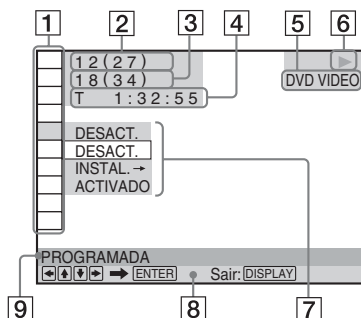 1 2 3 4 5 6
12(27)
18(34)
T 1:32:55
DVD VIDEO
DESACT.
DESACT.
INSTAL.→
ACTIVADO
PROGRAMADA
←↑↓→ ➡ ENTER Sair: DISPLAY
9 8 7